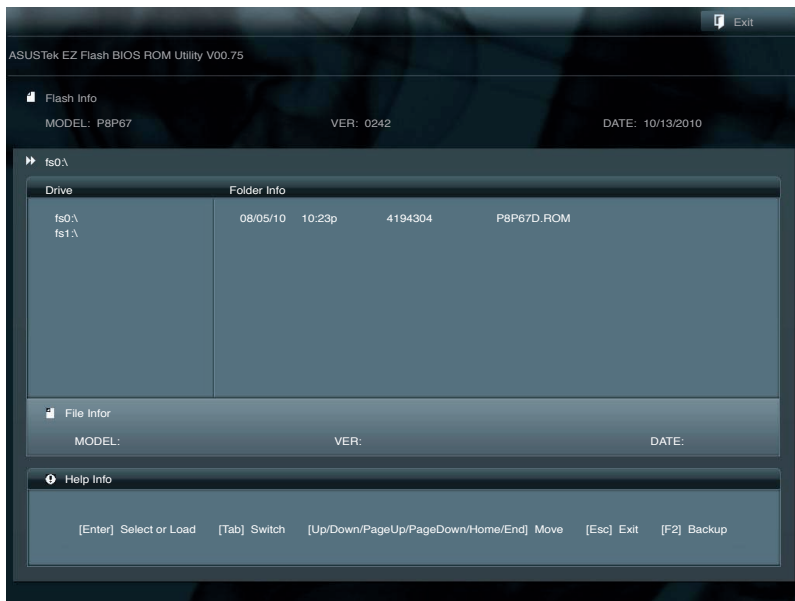 Exit
ASUSTek EZ Flash BIOS ROM Utility V00.75
Flash Info
MODEL: P8P67 VER: 0242 DATE: 10/13/2010
fs0:\
Drive Folder Info
fs0:\ 08/05/10 10:23p 4194304 P8P67D.ROM
fs1:\
File Infor
MODEL: VER: DATE:
Help Info
[Enter] Select or Load [Tab] Switch [Up/Down/PageUp/PageDown/Home/End] Move [Esc] Exit [F2] Backup